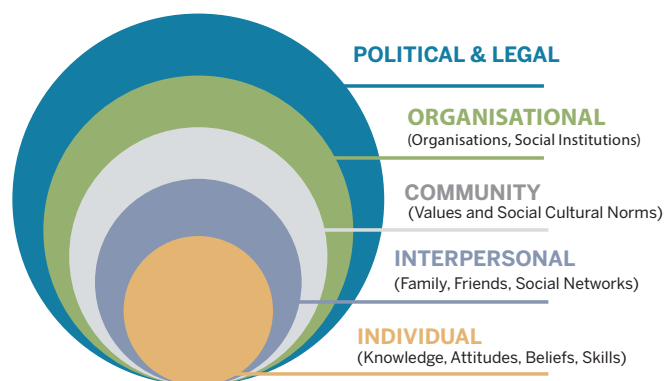 POLITICAL & LEGAL
ORGANISATIONAL
(Organisations, Social Institutions)
COMMUNITY
(Values and Social Cultural Norms)
INTERPERSONAL
(Family, Friends, Social Networks)
INDIVIDUAL
(Knowledge, Attitudes, Beliefs, Skills)